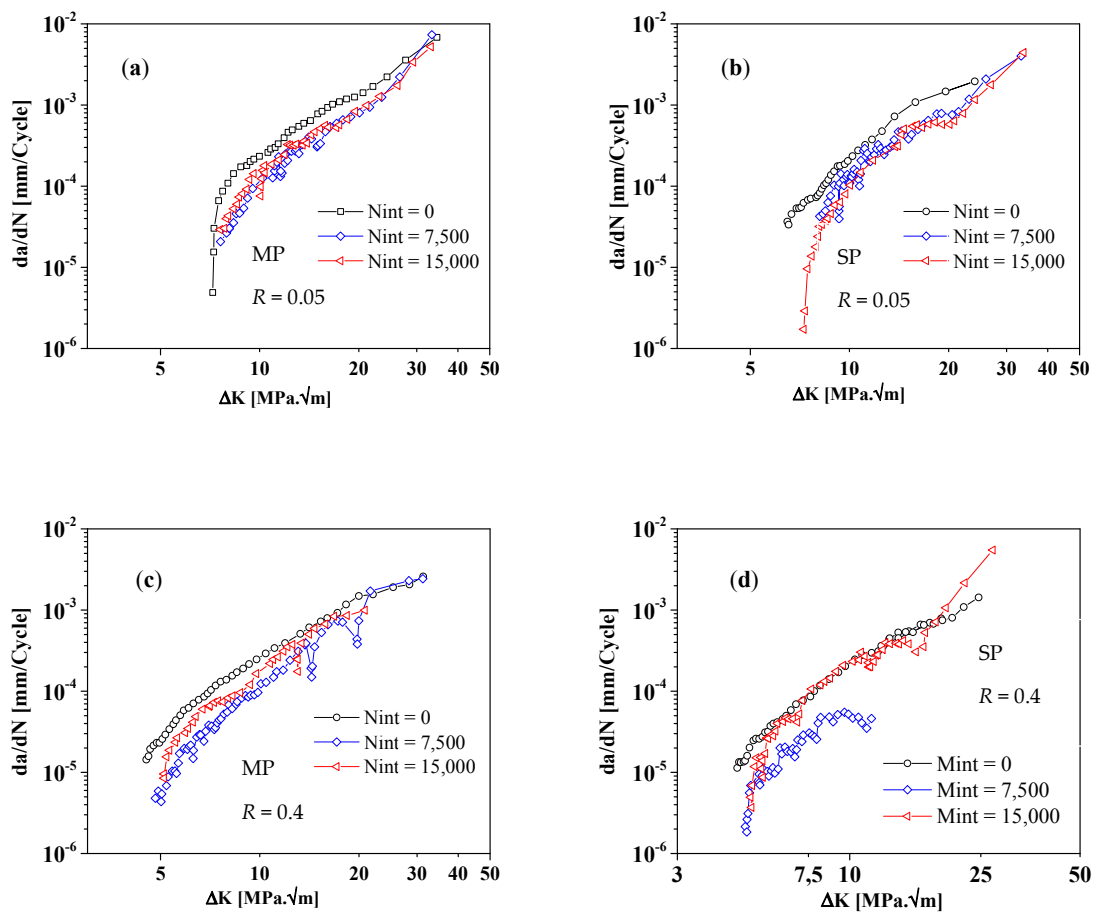 10-2
10-3
10-4
10-5
10-6
da/dN [mm/Cycle]
(a)
Nint = 0
Nint = 7,500
Nint = 15,000
MP
R = 0.05
5 10 20 30 40 50
ΔK [MPa.√m]
10-2
10-3
10-4
10-5
10-6
da/dN [mm/Cycle]
(b)
Nint = 0
Nint = 7,500
Nint = 15,000
SP
R = 0.05
5 10 20 30 40 50
ΔK [MPa.√m]
10-2
10-3
10-4
10-5
10-6
da/dN [mm/Cycle]
(c)
Nint = 0
Nint = 7,500
Nint = 15,000
MP
R = 0.4
5 10 20 30 40 50
ΔK [MPa.√m]
10-2
10-3
10-4
10-5
10-6
da/dN [mm/Cycle]
(d)
SP
R = 0.4
Mint = 0
Mint = 7,500
Mint = 15,000
3 7,5 10 25 50
ΔK [MPa.√m]